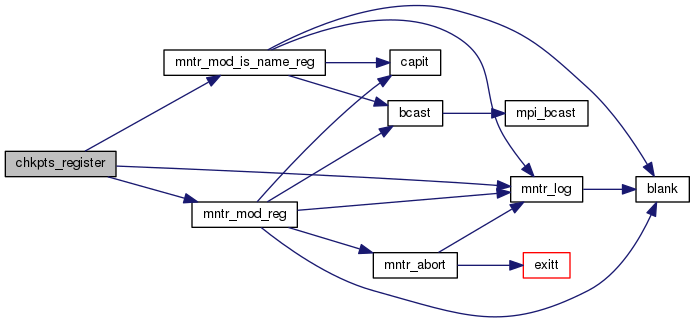 mntr_mod_is_name_reg
capit
bcast
mpi_bcast
chkpts_register
mntr_log
blank
mntr_mod_reg
mntr_abort
exitt